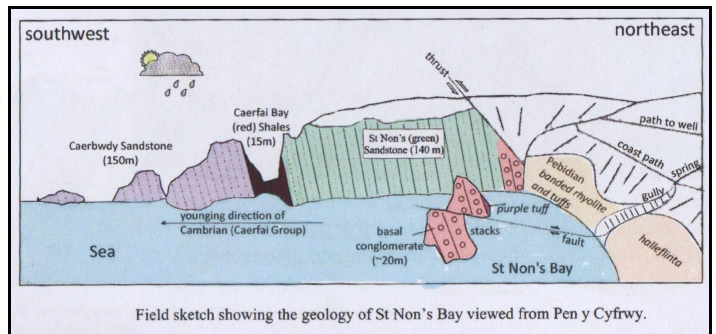 southwest
northeast
thrust
Caerfai Bay
(red) Shales
(15m)
Caerbwdy Sandstone
(150m)
St Non's (green)
Sandstone (140 m)
path to well
coast path
spring
Pebidian
banded rhyolite
and tuffs
gully
younging direction of
Cambrian (Caerfai Group)
purple tuff
basal
conglomerate
(~20m)
stacks
fault
halleflinta
Sea
St Non's Bay
Field sketch showing the geology of St Non's Bay viewed from Pen y Cyfrwy.